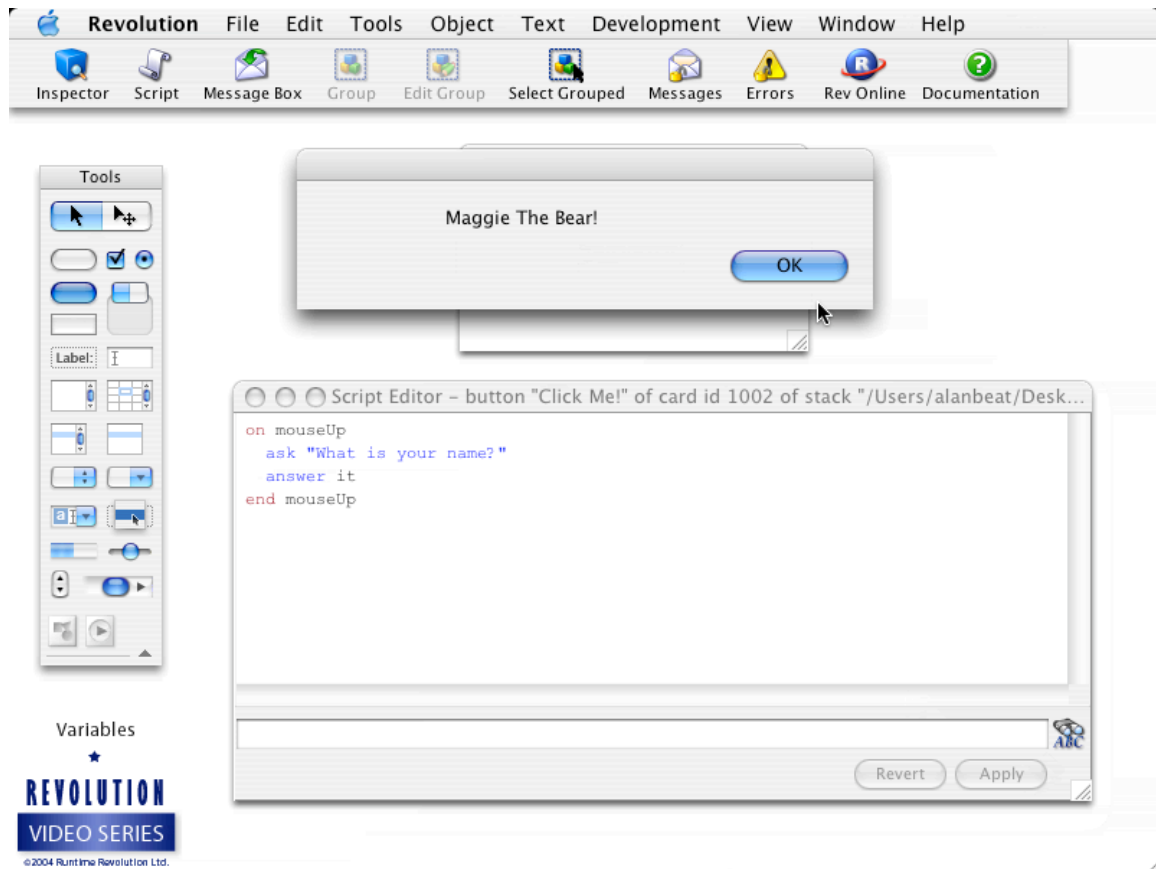 Revolution File Edit Tools Object Text Development View Window Help
Inspector Script Message Box Group Edit Group Select Grouped Messages Errors Rev Online Documentation
Tools
Maggie The Bear!
OK
Label:
Script Editor – button "Click Me!" of card id 1002 of stack "/Users/alanbeat/Desk...
on mouseUp
ask "What is your name?"
answer it
end mouseUp
a
ABC
Revert Apply
Variables
REVOLUTION
VIDEO SERIES
©2004 Runtime Revolution Ltd.